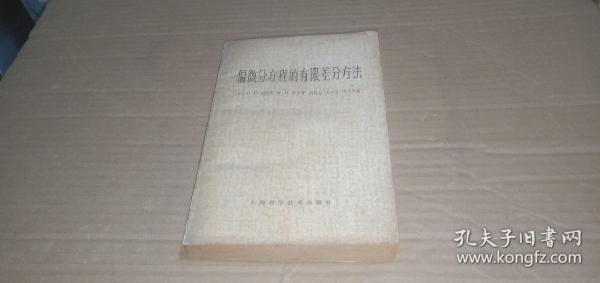 偏微分方程的有限差分方法
上海科学技术出版社
孔夫子旧书网
www.kongfz.com